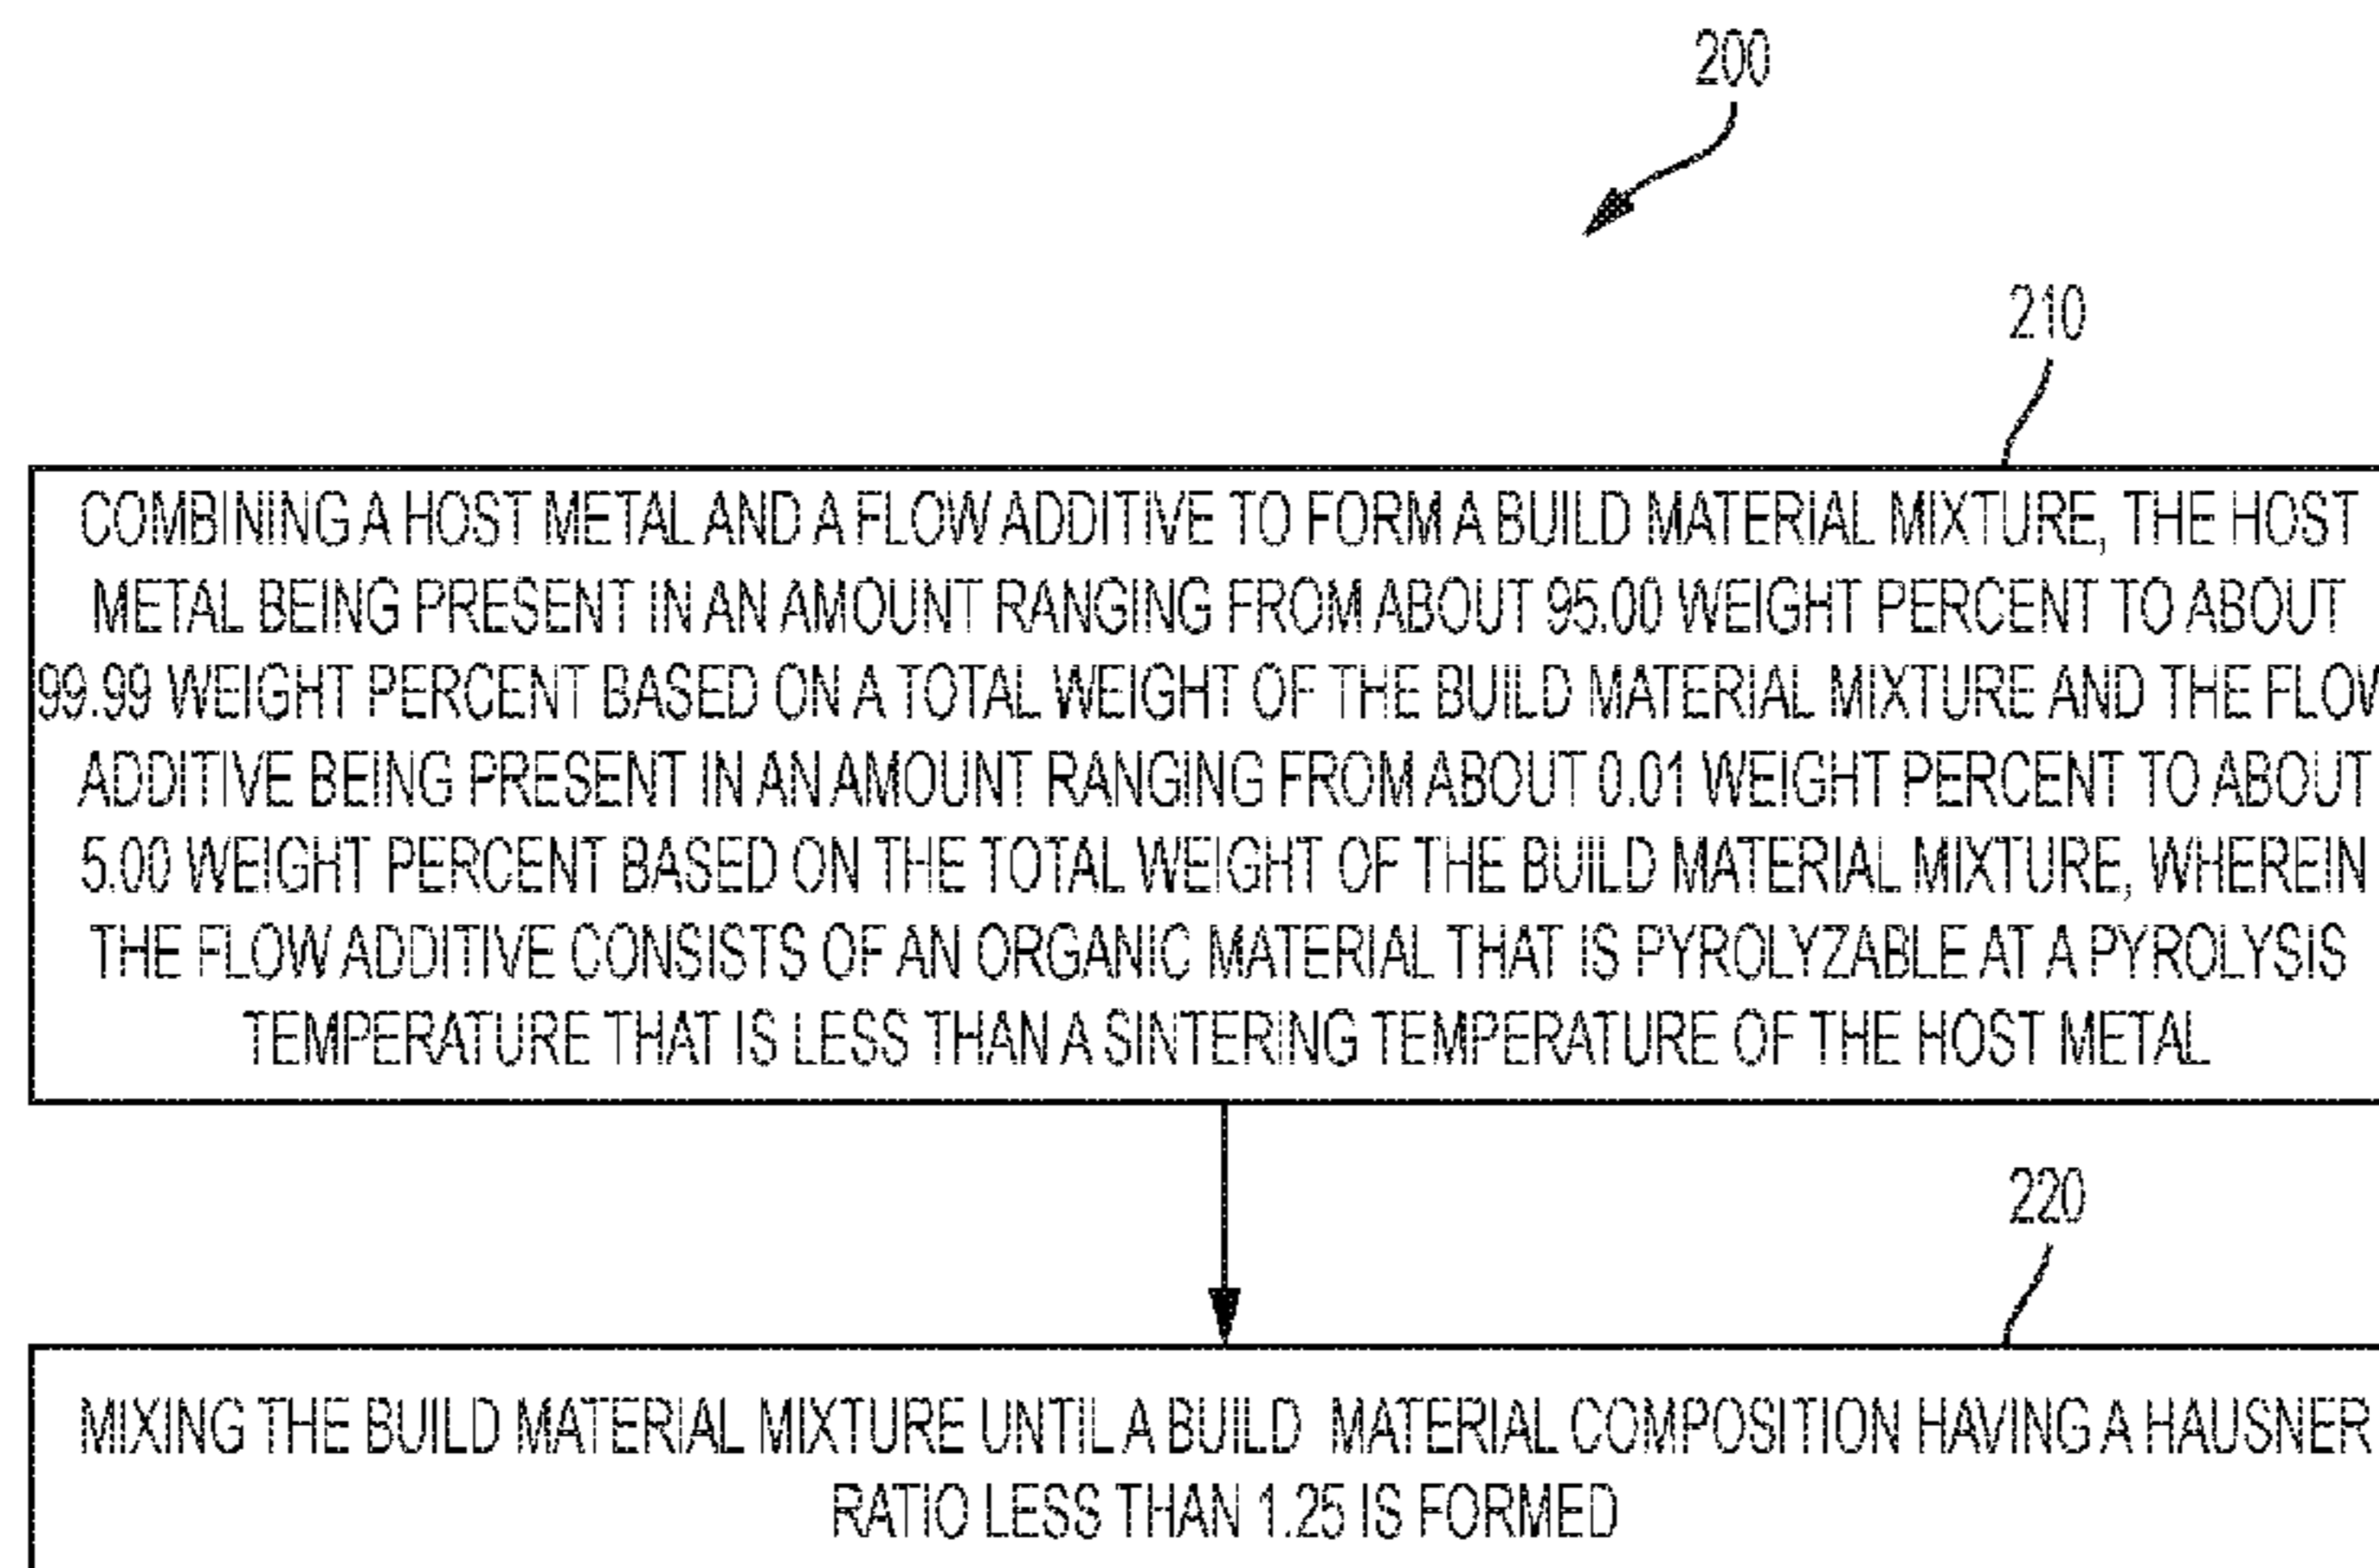 200
210
COMBINING A HOST METAL AND A FLOW ADDITIVE TO FORM A BUILD MATERIAL MIXTURE, THE HOST
METAL BEING PRESENT IN AN AMOUNT RANGING FROM ABOUT 95.00 WEIGHT PERCENT TO ABOUT
99.99 WEIGHT PERCENT BASED ON A TOTAL WEIGHT OF THE BUILD MATERIAL MIXTURE AND THE FLOW
ADDITIVE BEING PRESENT IN AN AMOUNT RANGING FROM ABOUT 0.01 WEIGHT PERCENT TO ABOUT
5.00 WEIGHT PERCENT BASED ON THE TOTAL WEIGHT OF THE BUILD MATERIAL MIXTURE, WHEREIN
THE FLOW ADDITIVE CONSISTS OF AN ORGANIC MATERIAL THAT IS PYROLYZABLE AT A PYROLYSIS
TEMPERATURE THAT IS LESS THAN A SINTERING TEMPERATURE OF THE HOST METAL
220
MIXING THE BUILD MATERIAL MIXTURE UNTIL A BUILD MATERIAL COMPOSITION HAVING A HAUSNER
RATIO LESS THAN 1.25 IS FORMED